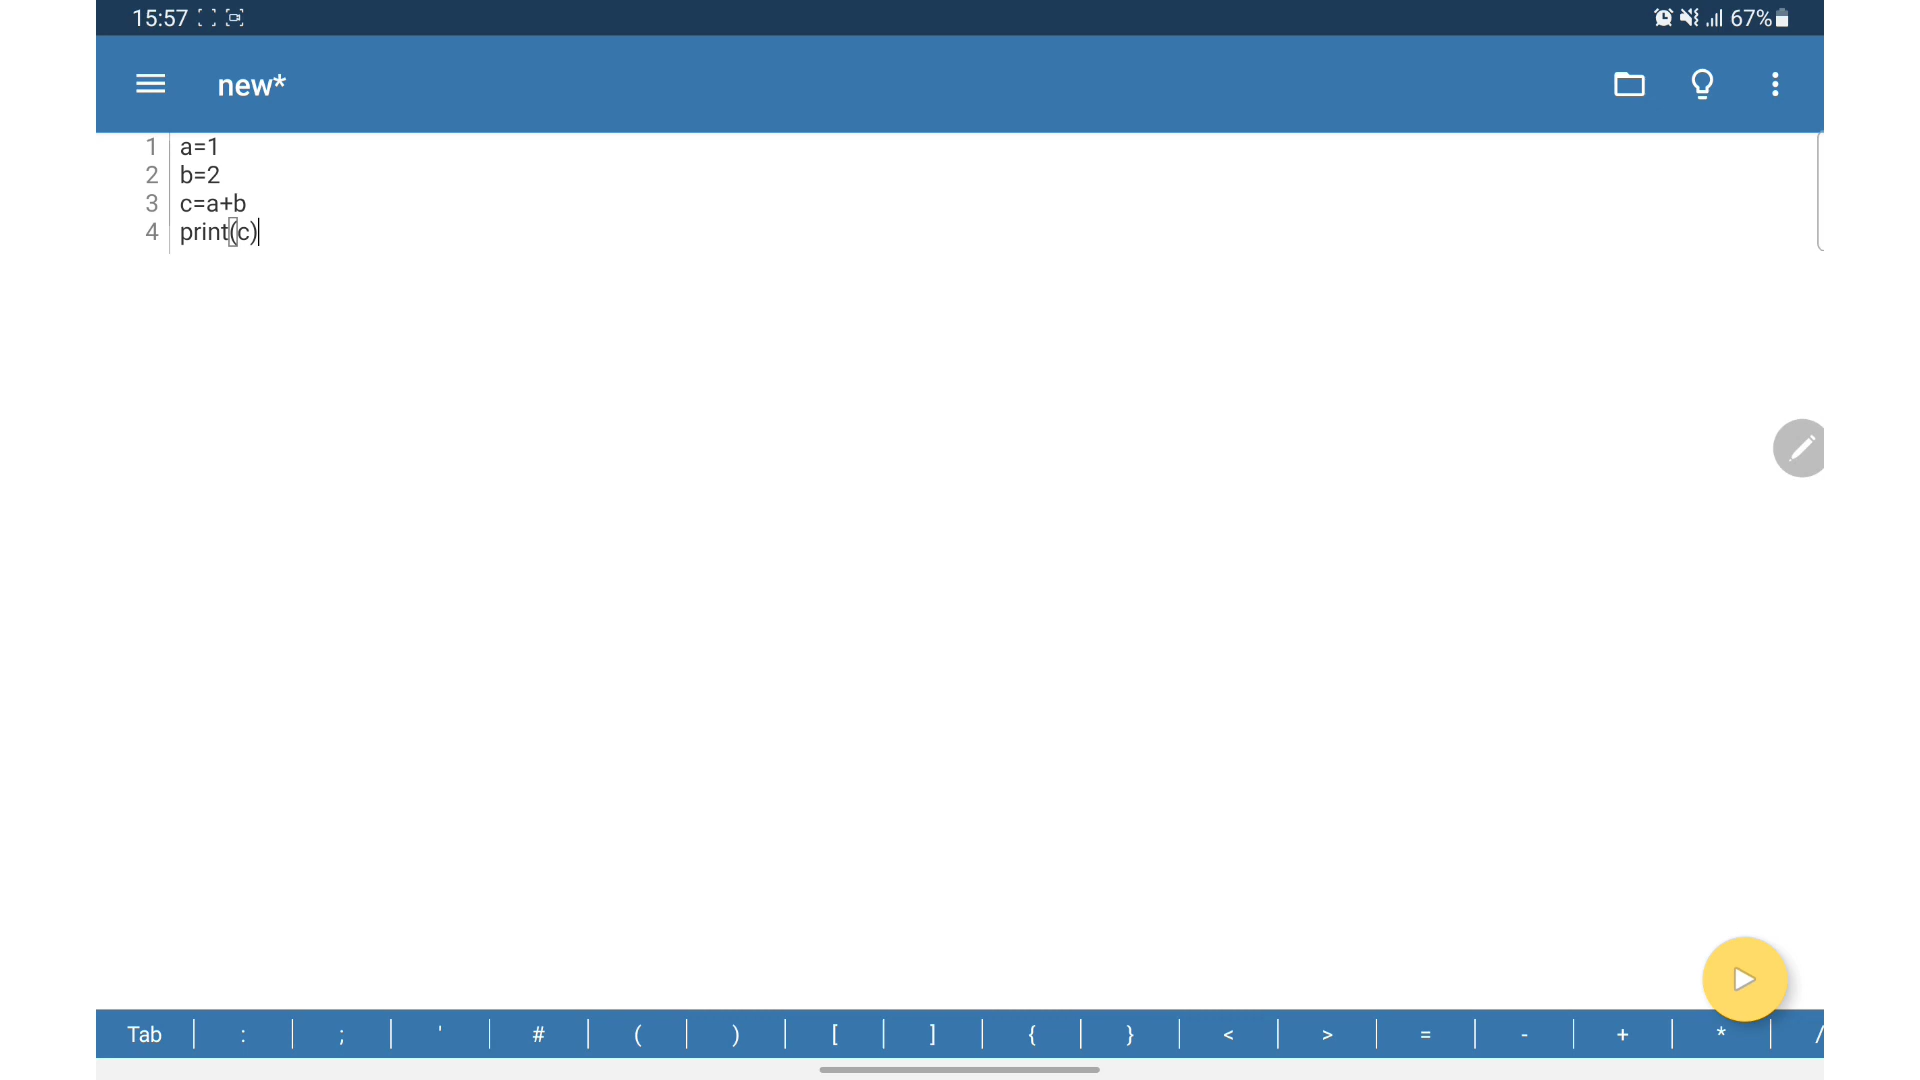 15:57 67%
new*
1 a=1
2 b=2
3 c=a+b
4 print(c)
Tab : ; ' # ( ) [ ] { } < > = - + * /